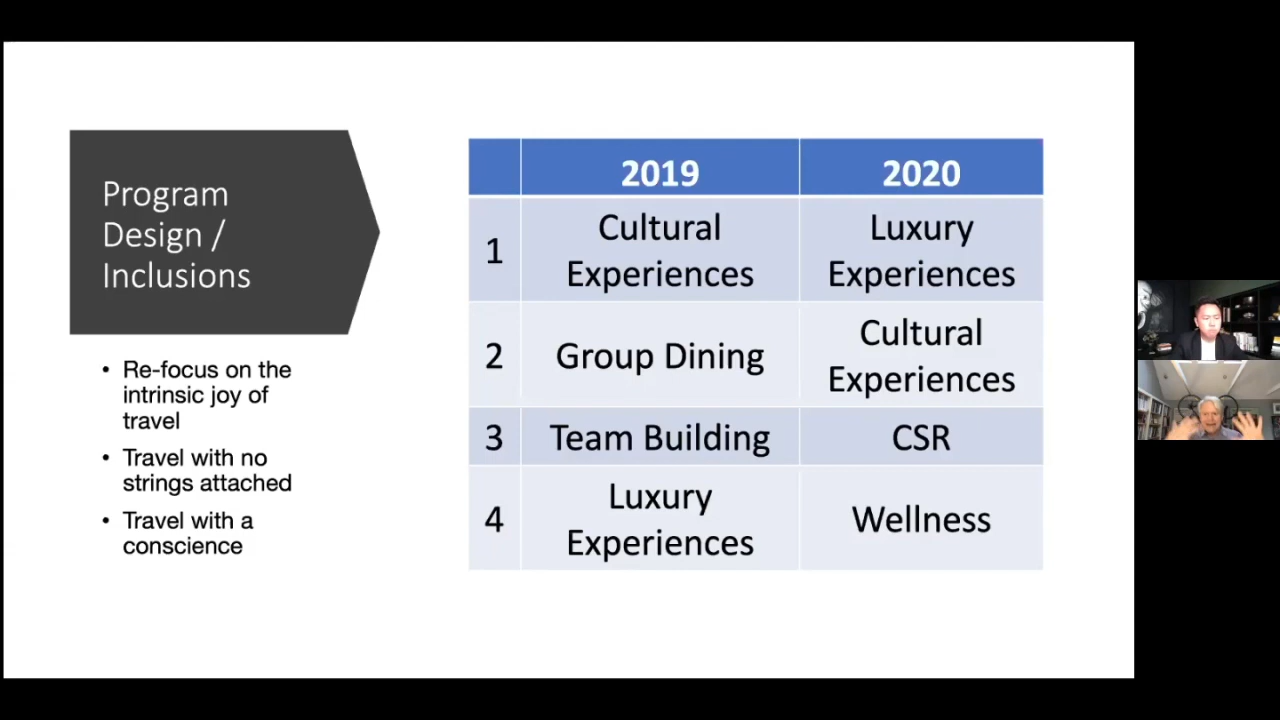 Program
Design /
Inclusions
• Re-focus on the
intrinsic joy of
travel
• Travel with no
strings attached
• Travel with a
conscience
2019 2020
1 Cultural Experiences Luxury Experiences
2 Group Dining Cultural Experiences
3 Team Building CSR
4 Luxury Experiences Wellness